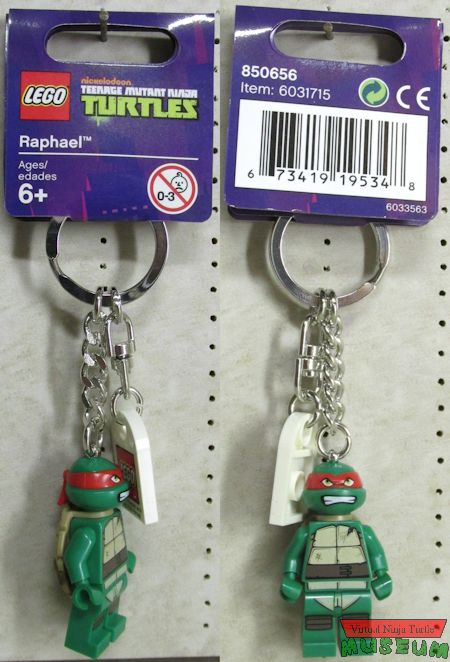 LEGO
nickelodeon
TEENAGE MUTANT NINJA
TURTLES
Raphael™
Ages/
edades
6+
0-3
LEGO
850656
Item: 6031715
CE
6 73419 19534 8
6033563
Virtual Ninja Turtle
MUSEUM